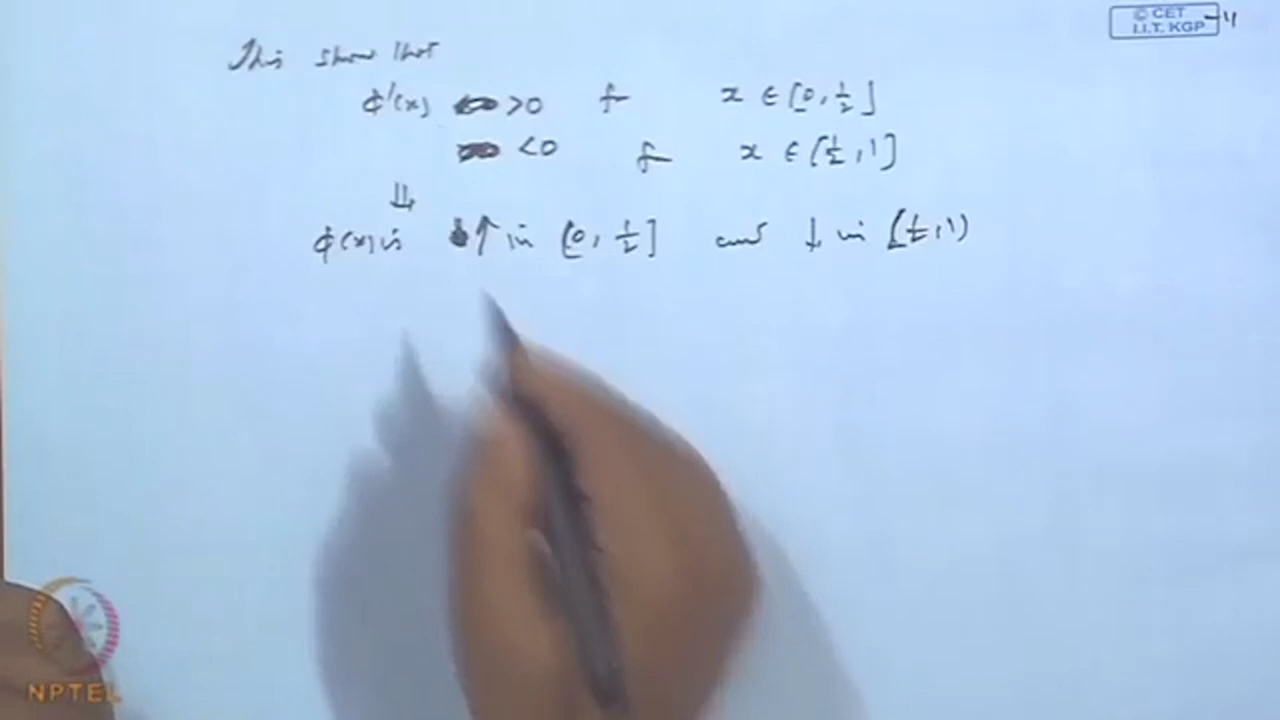 © CET
I.I.T. KGP
This shows that
φ'(x) >0 for x ∈ [0, 1/2]
<0 for x ∈ [1/2, 1]
⇓
φ(x) is ↑ in [0, 1/2] and ↓ in [1/2, 1)
NPTEL